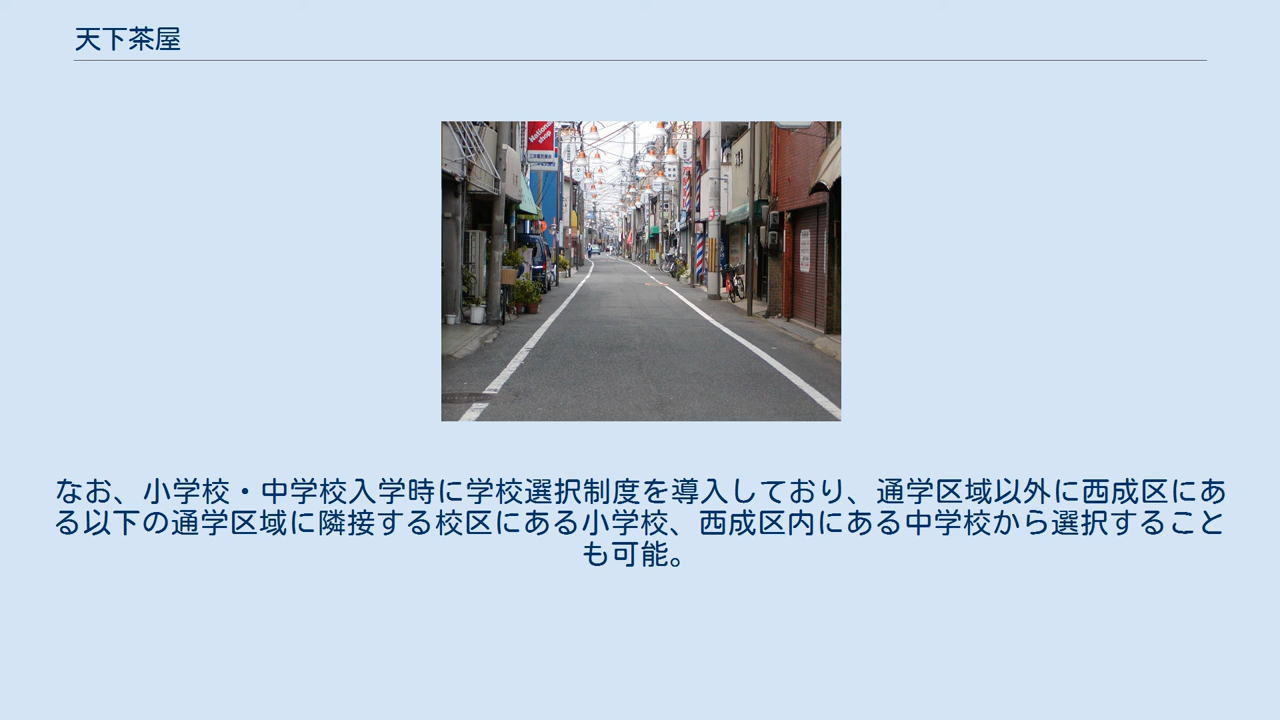 天下茶屋
National
shop
なお、小学校・中学校入学時に学校選択制度を導入しており、通学区域以外に西成区にあ
る以下の通学区域に隣接する校区にある小学校、西成区内にある中学校から選択すること
も可能。